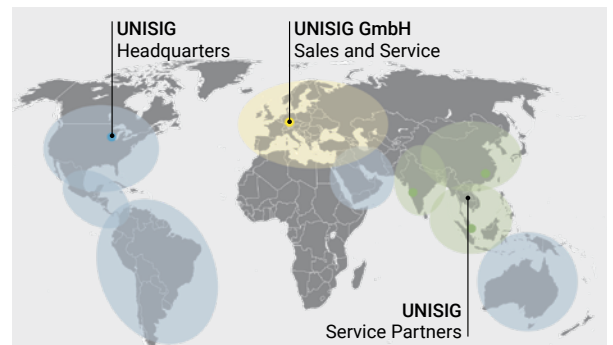 UNISIG
Headquarters
UNISIG GmbH
Sales and Service
UNISIG
Service Partners